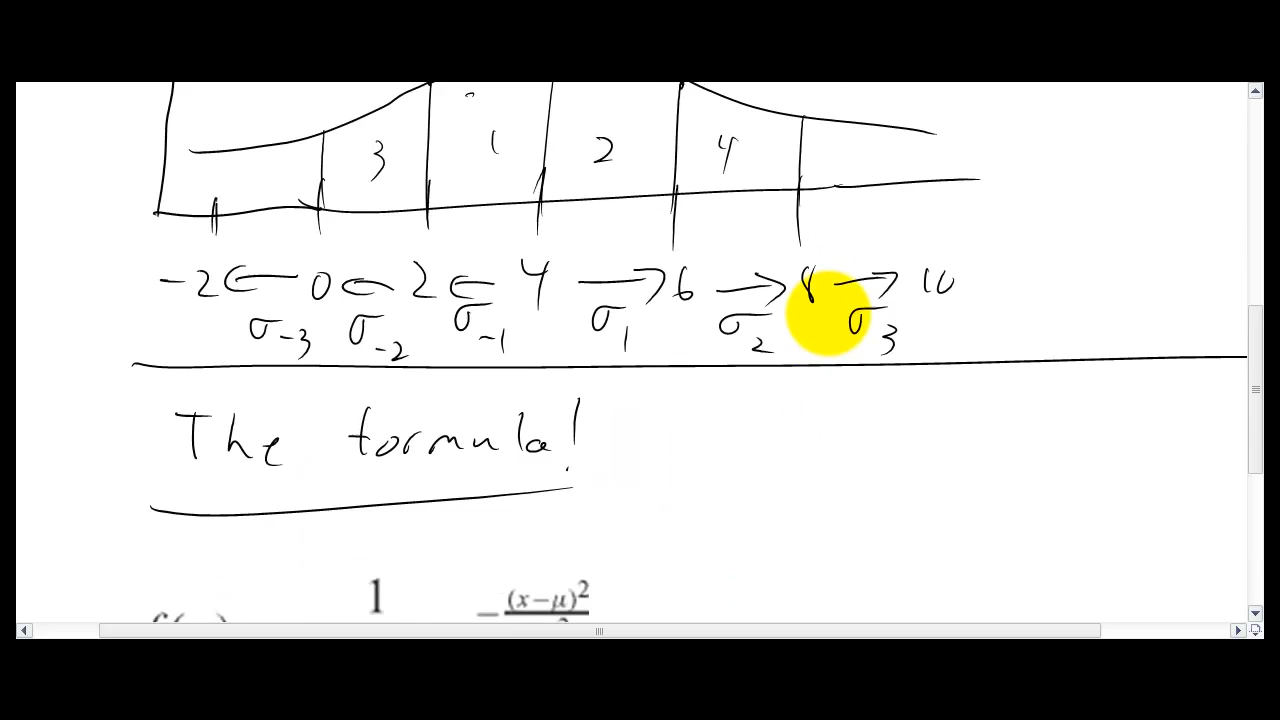 3 1 2 4
-2 ← 0 ← 2 ← 4 → 6 → 8 → 10
σ-3 σ-2 σ-1 σ1 σ2 σ3
The formula!
1
-(x-μ)²